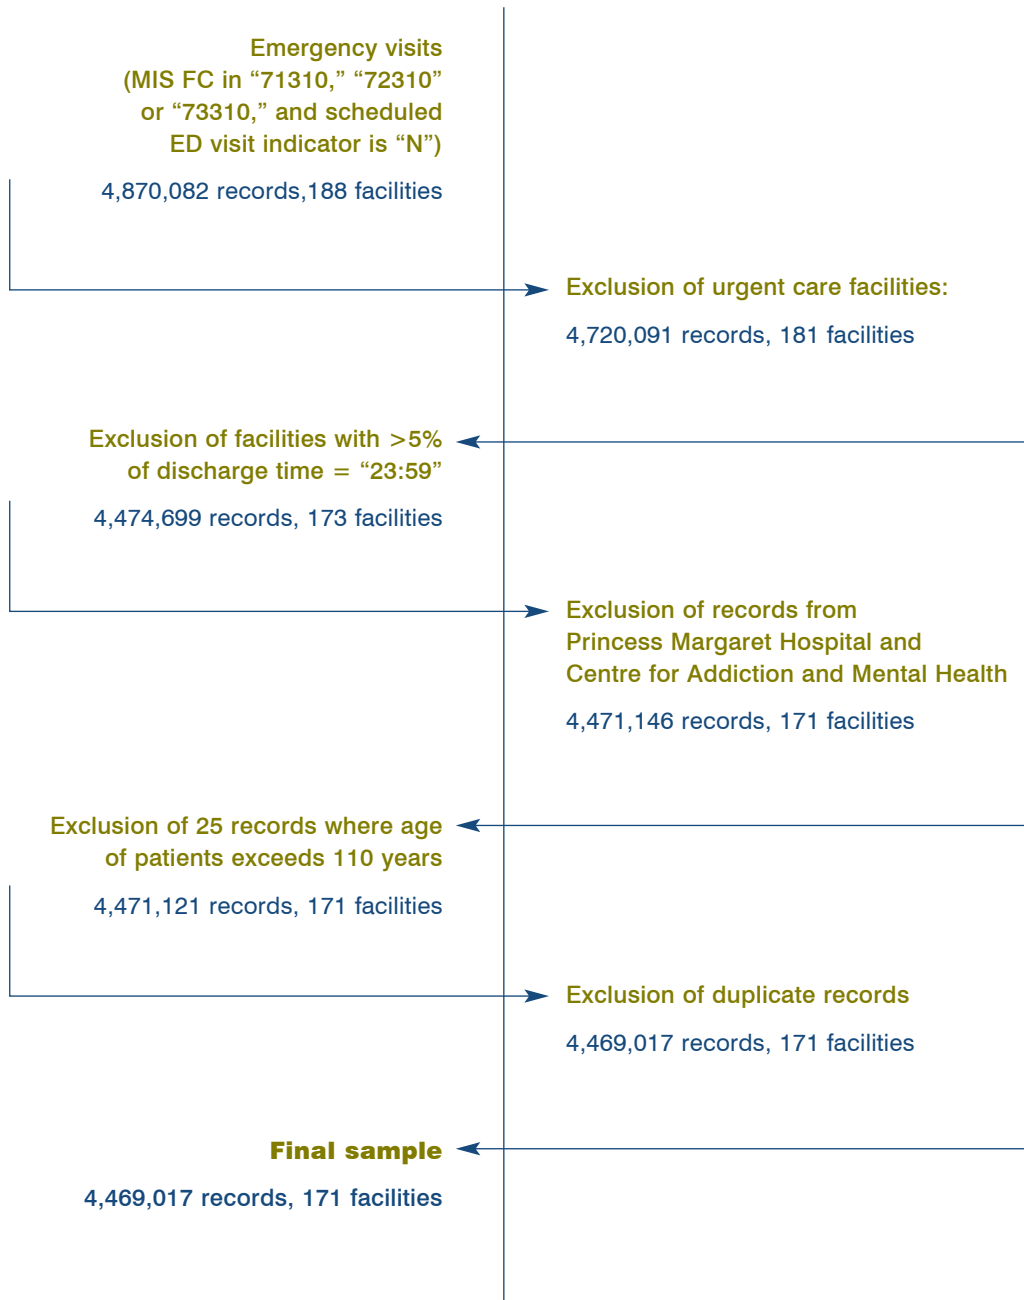 Emergency visits
(MIS FC in “71310,” “72310”
or “73310,” and scheduled
ED visit indicator is “N”)
4,870,082 records,188 facilities
Exclusion of urgent care facilities:
4,720,091 records, 181 facilities
Exclusion of facilities with >5%
of discharge time = “23:59”
4,474,699 records, 173 facilities
Exclusion of records from
Princess Margaret Hospital and
Centre for Addiction and Mental Health
4,471,146 records, 171 facilities
Exclusion of 25 records where age
of patients exceeds 110 years
4,471,121 records, 171 facilities
Exclusion of duplicate records
4,469,017 records, 171 facilities
Final sample
4,469,017 records, 171 facilities